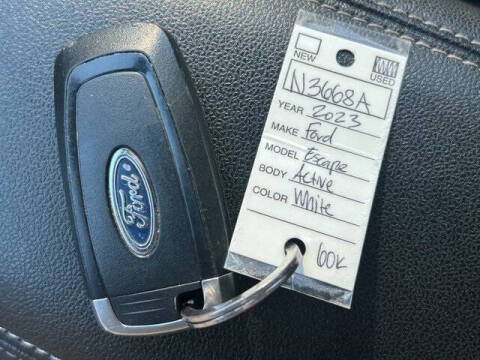 NEW
USED
N3668A
YEAR 2023
MAKE Ford
MODEL Escape
BODY Active
COLOR White
60k
Ford